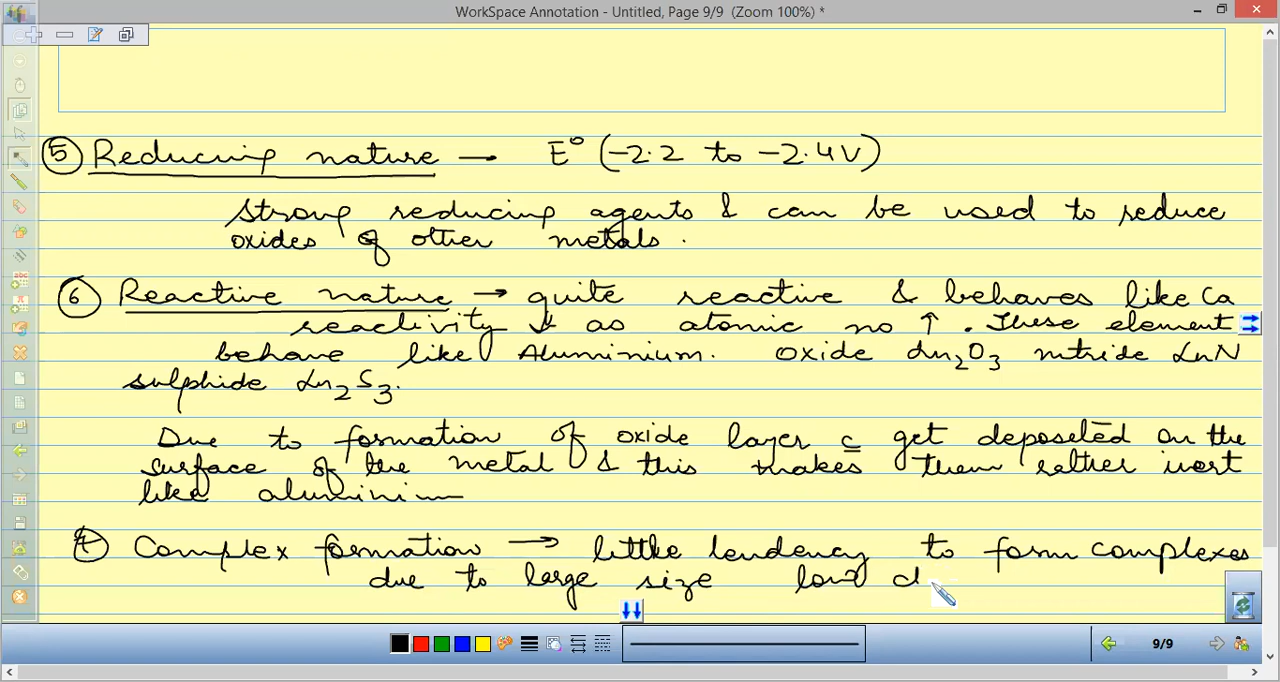 WorkSpace Annotation - Untitled, Page 9/9 (Zoom 100%) *
⑤ Reducing nature — E° (-2.2 to -2.4V)
Strong reducing agents & can be used to reduce
oxides of other metals.
⑥ Reactive nature → quite reactive & behaves like Ca
reactivity ↓ as atomic no ↑. These element
behave like Aluminium. oxide Ln₂O₃ nitride LnN
sulphide Ln₂S₃.
Due to formation of oxide layer c get deposited on the
surface of the metal & this makes them rather inert
like aluminium
⑦ Complex formation → little tendency to form complexes
due to large size low d
9/9